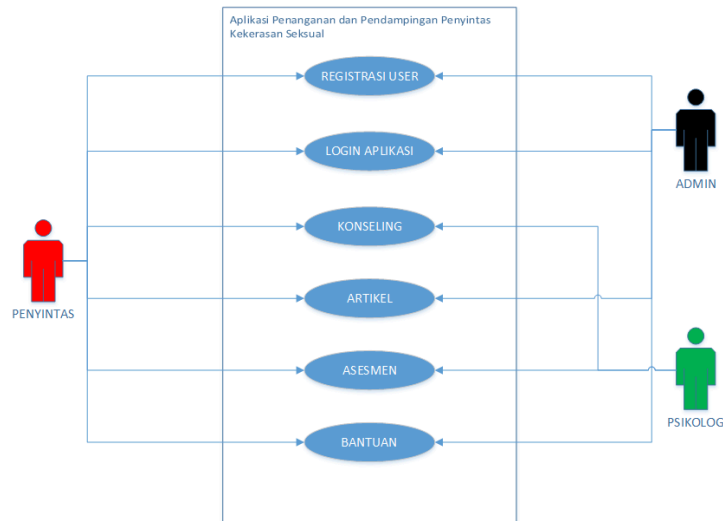 Aplikasi Penanganan dan Pendampingan Penyintas
Kekerasan Seksual
REGISTRASI USER
LOGIN APLIKASI
ADMIN
KONSELING
ARTIKEL
PENYINTAS
ASESMEN
PSIKOLOG
BANTUAN